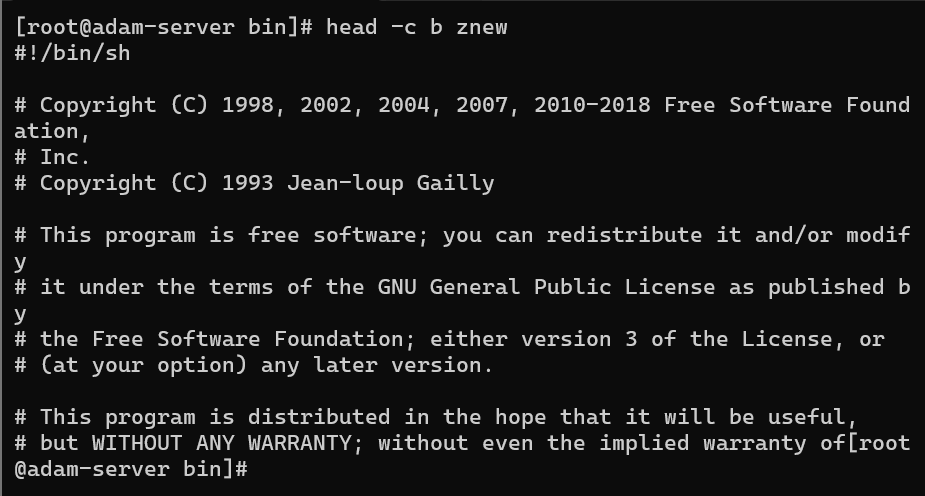 [root@adam-server bin]# head -c b znew
#!/bin/sh

# Copyright (C) 1998, 2002, 2004, 2007, 2010-2018 Free Software Found
ation,
# Inc.
# Copyright (C) 1993 Jean-loup Gailly

# This program is free software; you can redistribute it and/or modif
y
# it under the terms of the GNU General Public License as published b
y
# the Free Software Foundation; either version 3 of the License, or
# (at your option) any later version.

# This program is distributed in the hope that it will be useful,
# but WITHOUT ANY WARRANTY; without even the implied warranty of[root
@adam-server bin]#